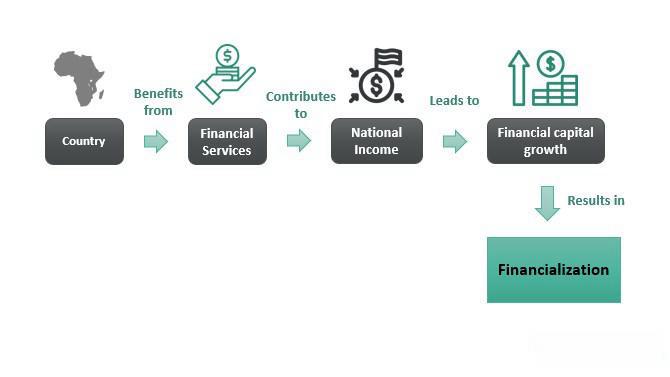 Benefits
from
Contributes
to
Leads to
Country
Financial
Services
National
Income
Financial capital
growth
Results in
Financialization